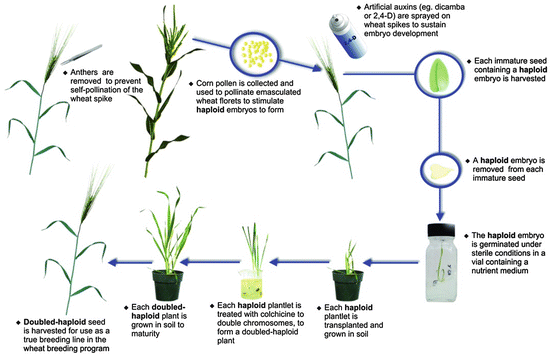 Artificial auxins (eg. dicamba
or 2,4-D) are sprayed on
wheat spikes to sustain
embryo development
◆ Anthers are
removed to prevent
self-pollination of the
wheat spike
◆ Corn pollen is collected and
used to pollinate emasculated
wheat florets to stimulate
haploid embryos to form
◆ Each immature seed
containing a haploid
embryo is harvested
◆ A haploid embryo is
removed from each
immature seed
◆ The haploid embryo
is germinated under
sterile conditions in a
vial containing a
nutrient medium
◆ Each haploid
plantlet is
transplanted and
grown in soil
◆ Each haploid plantlet is
treated with colchicine to
double chromosomes, to
form a doubled-haploid
plant
◆ Each doubled-
haploid plant is
grown in soil to
maturity
◆ Doubled-haploid seed
is harvested for use as a
true breeding line in the
wheat breeding program